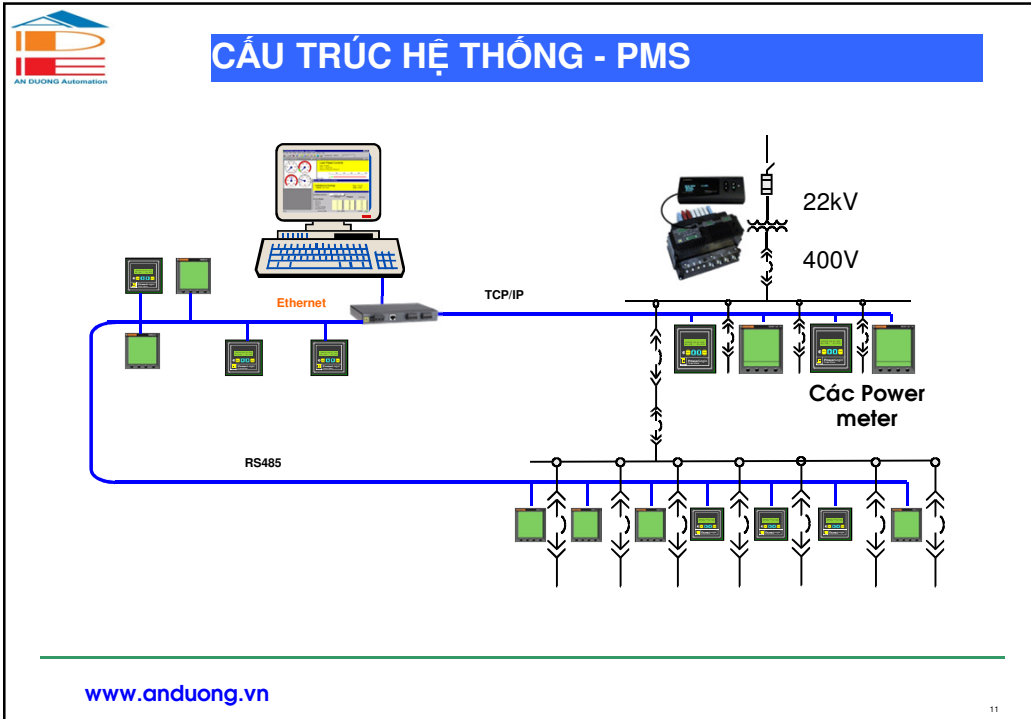 AN DUONG Automation
CẤU TRÚC HỆ THỐNG - PMS
22kV
400V
Ethernet
TCP/IP
Các Power
meter
RS485
www.anduong.vn
11